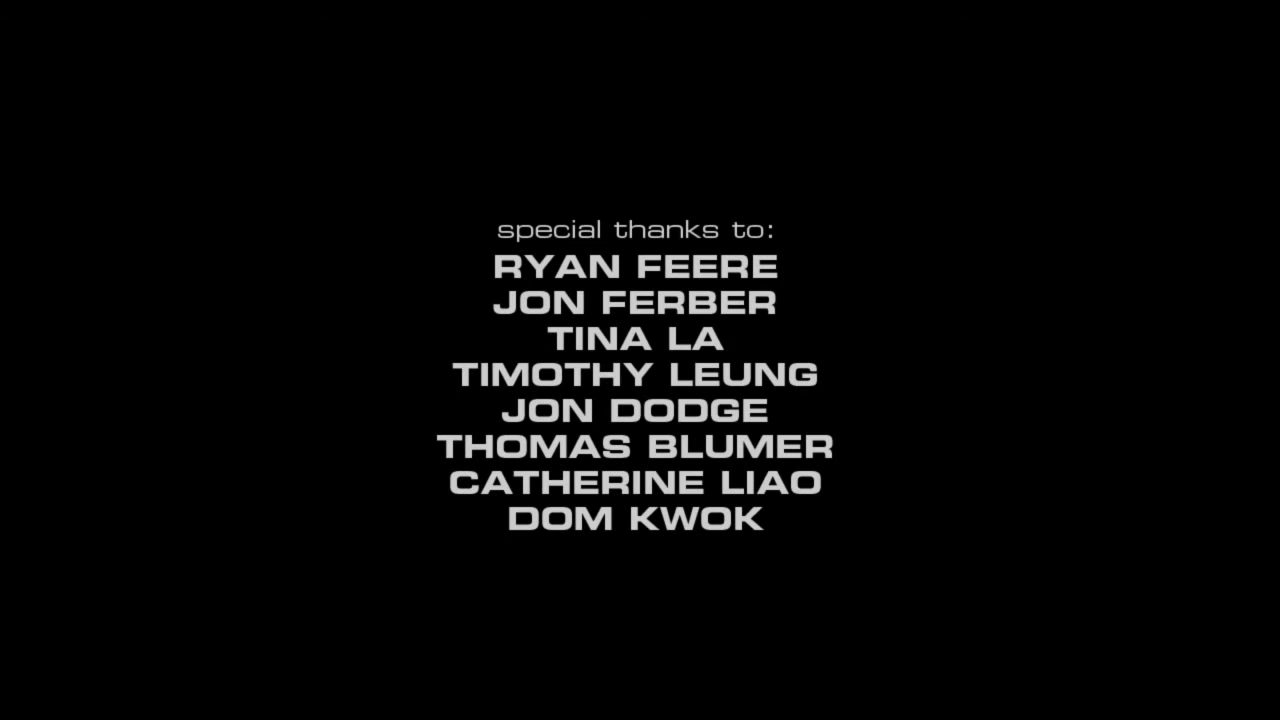 special thanks to:
RYAN FEERE
JON FERBER
TINA LA
TIMOTHY LEUNG
JON DODGE
THOMAS BLUMER
CATHERINE LIAO
DOM KWOK